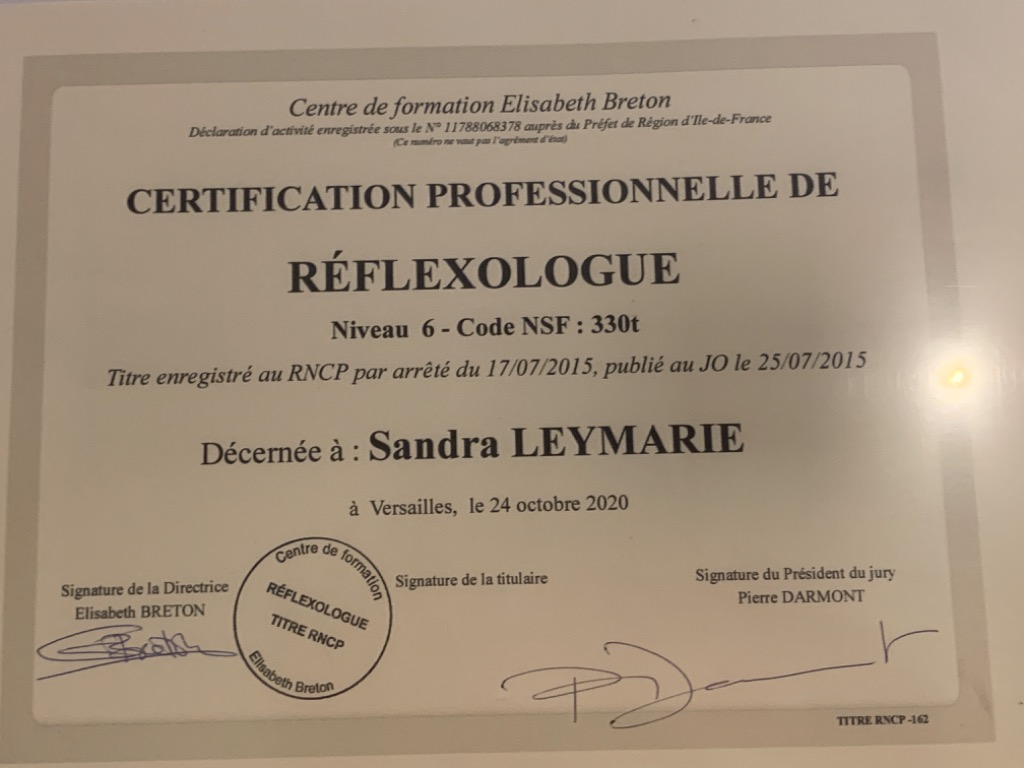 Centre de formation Elisabeth Breton
Déclaration d'activité enregistrée sous le N° 11788068378 auprès du Préfet de Région d'Ile-de-France
(Ce numéro ne vaut pas l'agrément d'état)
CERTIFICATION PROFESSIONNELLE DE
RÉFLEXOLOGUE
Niveau 6 - Code NSF : 330t
Titre enregistré au RNCP par arrêté du 17/07/2015, publié au JO le 25/07/2015
Décernée à : Sandra LEYMARIE
à Versailles, le 24 octobre 2020
Signature de la Directrice
Elisabeth BRETON
Centre de formation
RÉFLEXOLOGUE
TITRE RNCP
Elisabeth Breton
Signature de la titulaire
Signature du Président du jury
Pierre DARMONT
TITRE RNCP -162